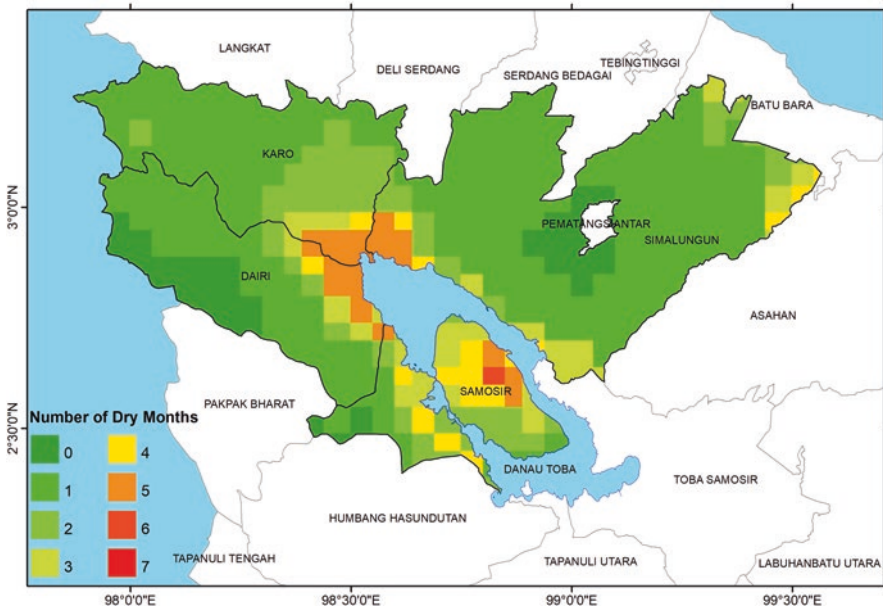 LANGKAT
DELI SERDANG
TEBINGTINGGI
SERDANG BEDAGAI
BATU BARA
KARO
3°0'0"N
PEMATANGSIANTAR
SIMALUNGUN
DAIRI
ASAHAN
SAMOSIR
PAKPAK BHARAT
Number of Dry Months
0 4
1 5
2 6
3 7
2°30'0"N
DANAU TOBA
TOBA SAMOSIR
HUMBANG HASUNDUTAN
TAPANULI TENGAH
TAPANULI UTARA
LABUHANBATU UTARA
98°0'0"E 98°30'0"E 99°0'0"E 99°30'0"E